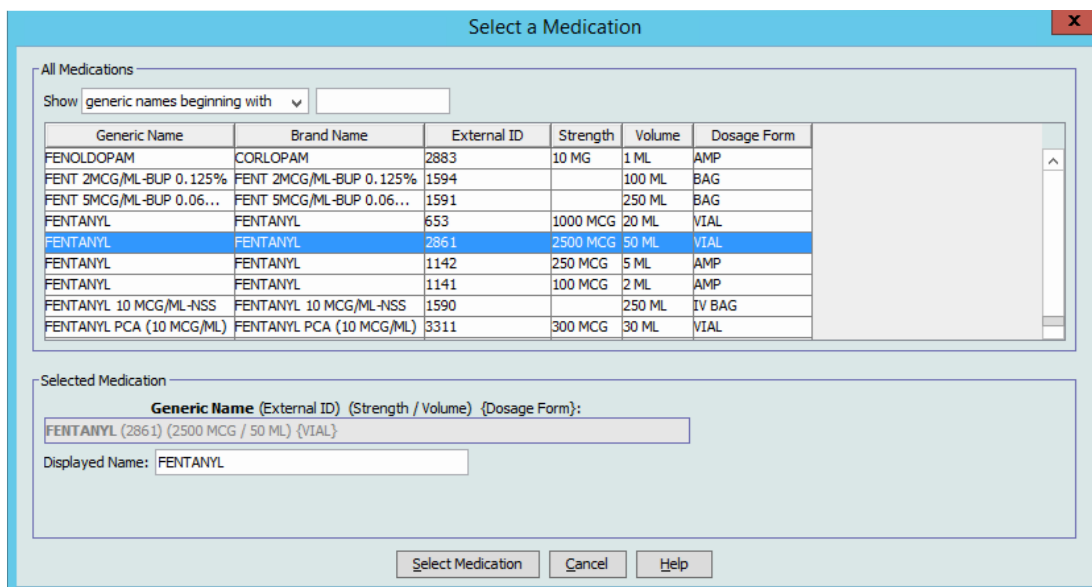 Select a Medication
x
All Medications
Show generic names beginning with
Generic Name Brand Name External ID Strength Volume Dosage Form
FENOLDOPAM CORLOPAM 2883 10 MG 1 ML AMP
FENT 2MCG/ML-BUP 0.125% FENT 2MCG/ML-BUP 0.125% 1594 100 ML BAG
FENT 5MCG/ML-BUP 0.06... FENT 5MCG/ML-BUP 0.06... 1591 250 ML BAG
FENTANYL FENTANYL 653 1000 MCG 20 ML VIAL
FENTANYL FENTANYL 2861 2500 MCG 50 ML VIAL
FENTANYL FENTANYL 1142 250 MCG 5 ML AMP
FENTANYL FENTANYL 1141 100 MCG 2 ML AMP
FENTANYL 10 MCG/ML-NSS FENTANYL 10 MCG/ML-NSS 1590 250 ML IV BAG
FENTANYL PCA (10 MCG/ML) FENTANYL PCA (10 MCG/ML) 3311 300 MCG 30 ML VIAL
Selected Medication
Generic Name (External ID) (Strength / Volume) {Dosage Form}:
FENTANYL (2861) (2500 MCG / 50 ML) {VIAL}
Displayed Name: FENTANYL
Select Medication Cancel Help